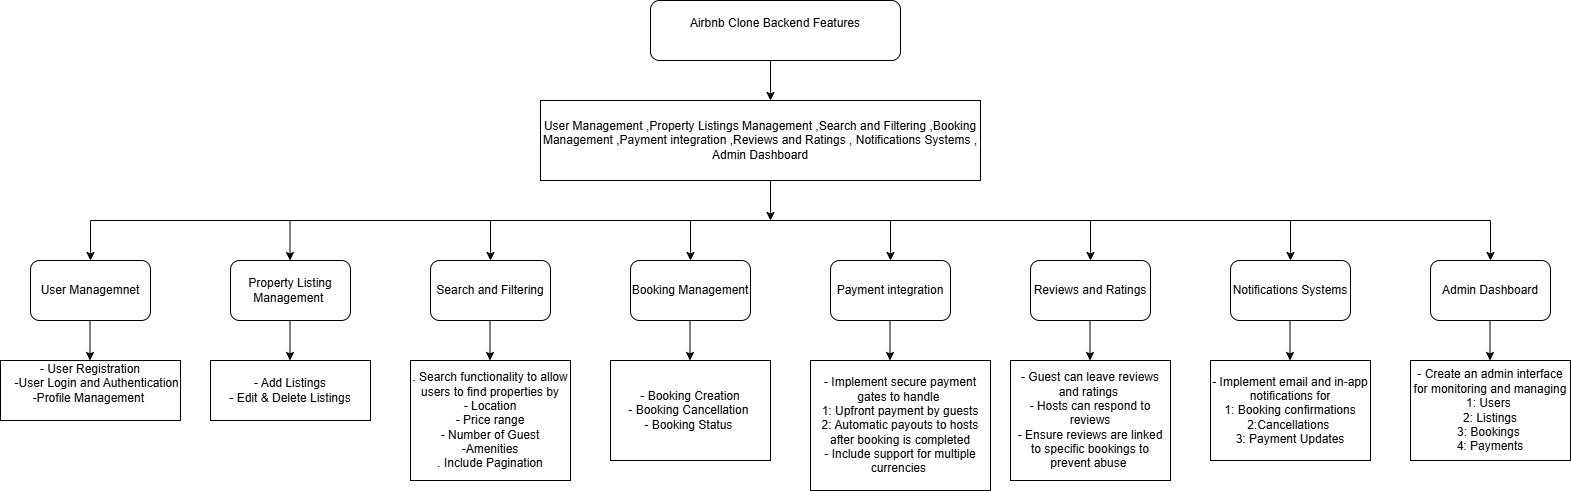 Airbnb Clone Backend Features
User Management ,Property Listings Management ,Search and Filtering ,Booking
Management ,Payment integration ,Reviews and Ratings , Notifications Systems ,
Admin Dashboard
User Managemnet
Property Listing
Management
Search and Filtering
Booking Management
Payment integration
Reviews and Ratings
Notifications Systems
Admin Dashboard
- User Registration
-User Login and Authentication
-Profile Management
- Add Listings
- Edit & Delete Listings
. Search functionality to allow
users to find properties by
- Location
- Price range
- Number of Guest
-Amenities
. Include Pagination
- Booking Creation
- Booking Cancellation
- Booking Status
- Implement secure payment
gates to handle
1: Upfront payment by guests
2: Automatic payouts to hosts
after booking is completed
- Include support for multiple
currencies
- Guest can leave reviews
and ratings
- Hosts can respond to
reviews
- Ensure reviews are linked
to specific bookings to
prevent abuse
- Implement email and in-app
notifications for
1: Booking confirmations
2:Cancellations
3: Payment Updates
- Create an admin interface
for monitoring and managing
1: Users
2: Listings
3: Bookings
4: Payments